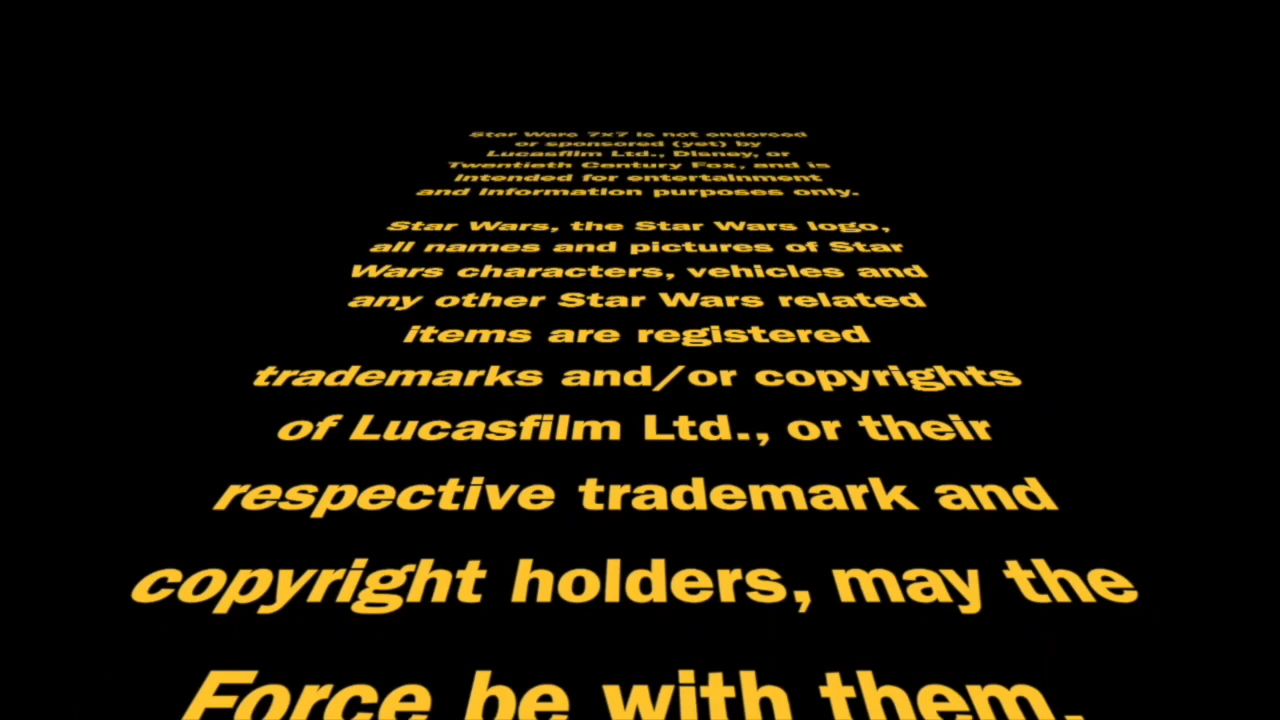 Star Wars 7x7 is not endorsed
or sponsored (yet) by
Lucasfilm Ltd., Disney, or
Twentieth Century Fox, and is
intended for entertainment
and information purposes only.
Star Wars, the Star Wars logo,
all names and pictures of Star
Wars characters, vehicles and
any other Star Wars related
items are registered
trademarks and/or copyrights
of Lucasfilm Ltd., or their
respective trademark and
copyright holders, may the
Force be with them.